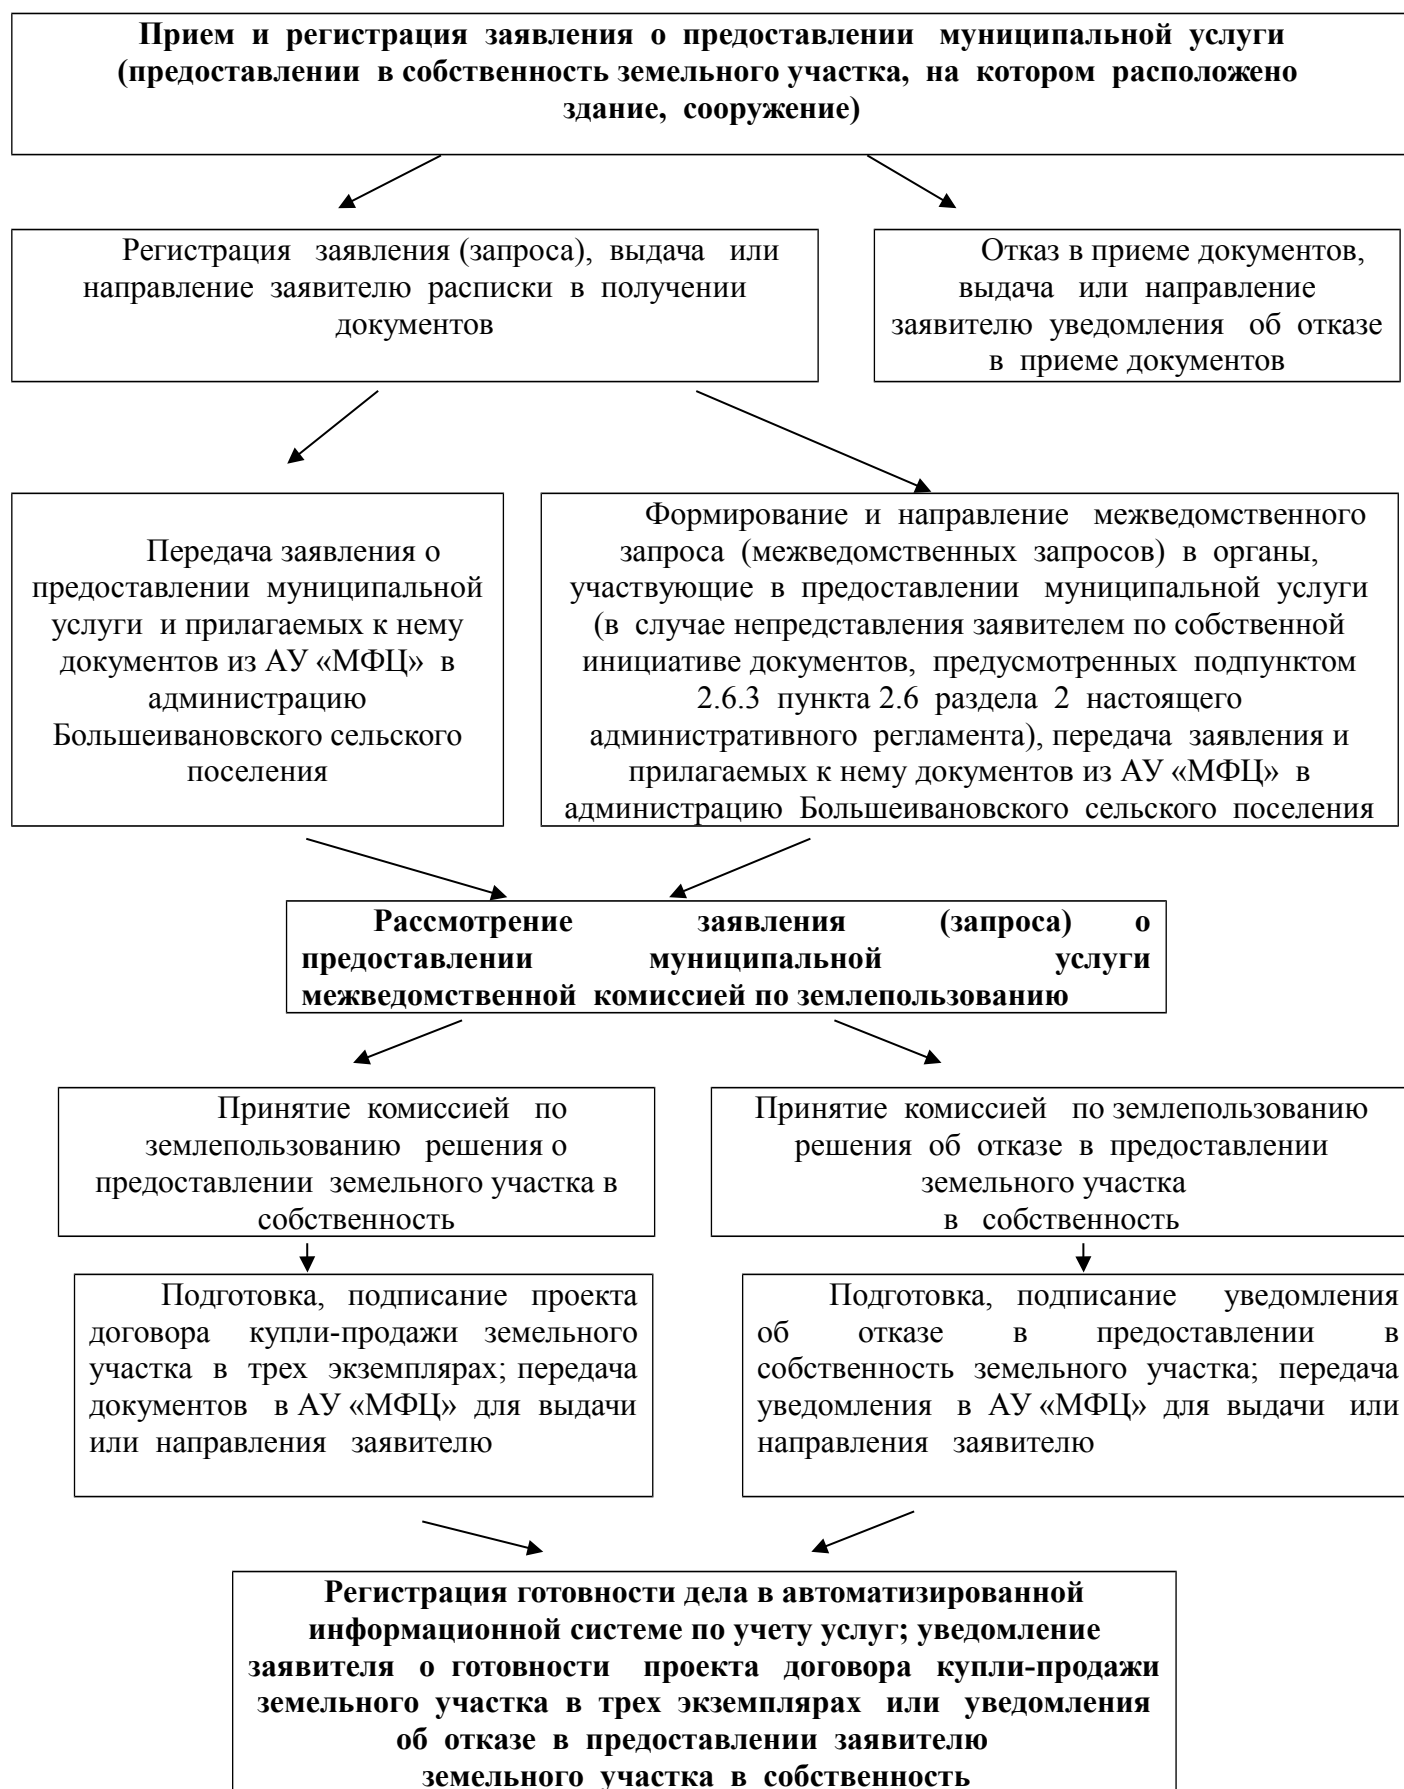 Прием и регистрация заявления о предоставлении муниципальной услуги
(предоставлении в собственность земельного участка, на котором расположено
здание, сооружение)
Регистрация заявления (запроса), выдача или
направление заявителю расписки в получении
документов
Отказ в приеме документов,
выдача или направление
заявителю уведомления об отказе
в приеме документов
Передача заявления о
предоставлении муниципальной
услуги и прилагаемых к нему
документов из АУ «МФЦ» в
администрацию
Большеивановского сельского
поселения
Формирование и направление межведомственного
запроса (межведомственных запросов) в органы,
участвующие в предоставлении муниципальной услуги
(в случае непредставления заявителем по собственной
инициативе документов, предусмотренных подпунктом
2.6.3 пункта 2.6 раздела 2 настоящего
административного регламента), передача заявления и
прилагаемых к нему документов из АУ «МФЦ» в
администрацию Большеивановского сельского поселения
Рассмотрение заявления (запроса) о
предоставлении муниципальной услуги
межведомственной комиссией по землепользованию
Принятие комиссией по
землепользованию решения о
предоставлении земельного участка в
собственность
Принятие комиссией по землепользованию
решения об отказе в предоставлении
земельного участка
в собственность
Подготовка, подписание проекта
договора купли-продажи земельного
участка в трех экземплярах; передача
документов в АУ «МФЦ» для выдачи
или направления заявителю
Подготовка, подписание уведомления
об отказе в предоставлении в
собственность земельного участка; передача
уведомления в АУ «МФЦ» для выдачи или
направления заявителю
Регистрация готовности дела в автоматизированной
информационной системе по учету услуг; уведомление
заявителя о готовности проекта договора купли-продажи
земельного участка в трех экземплярах или уведомления
об отказе в предоставлении заявителю
земельного участка в собственность